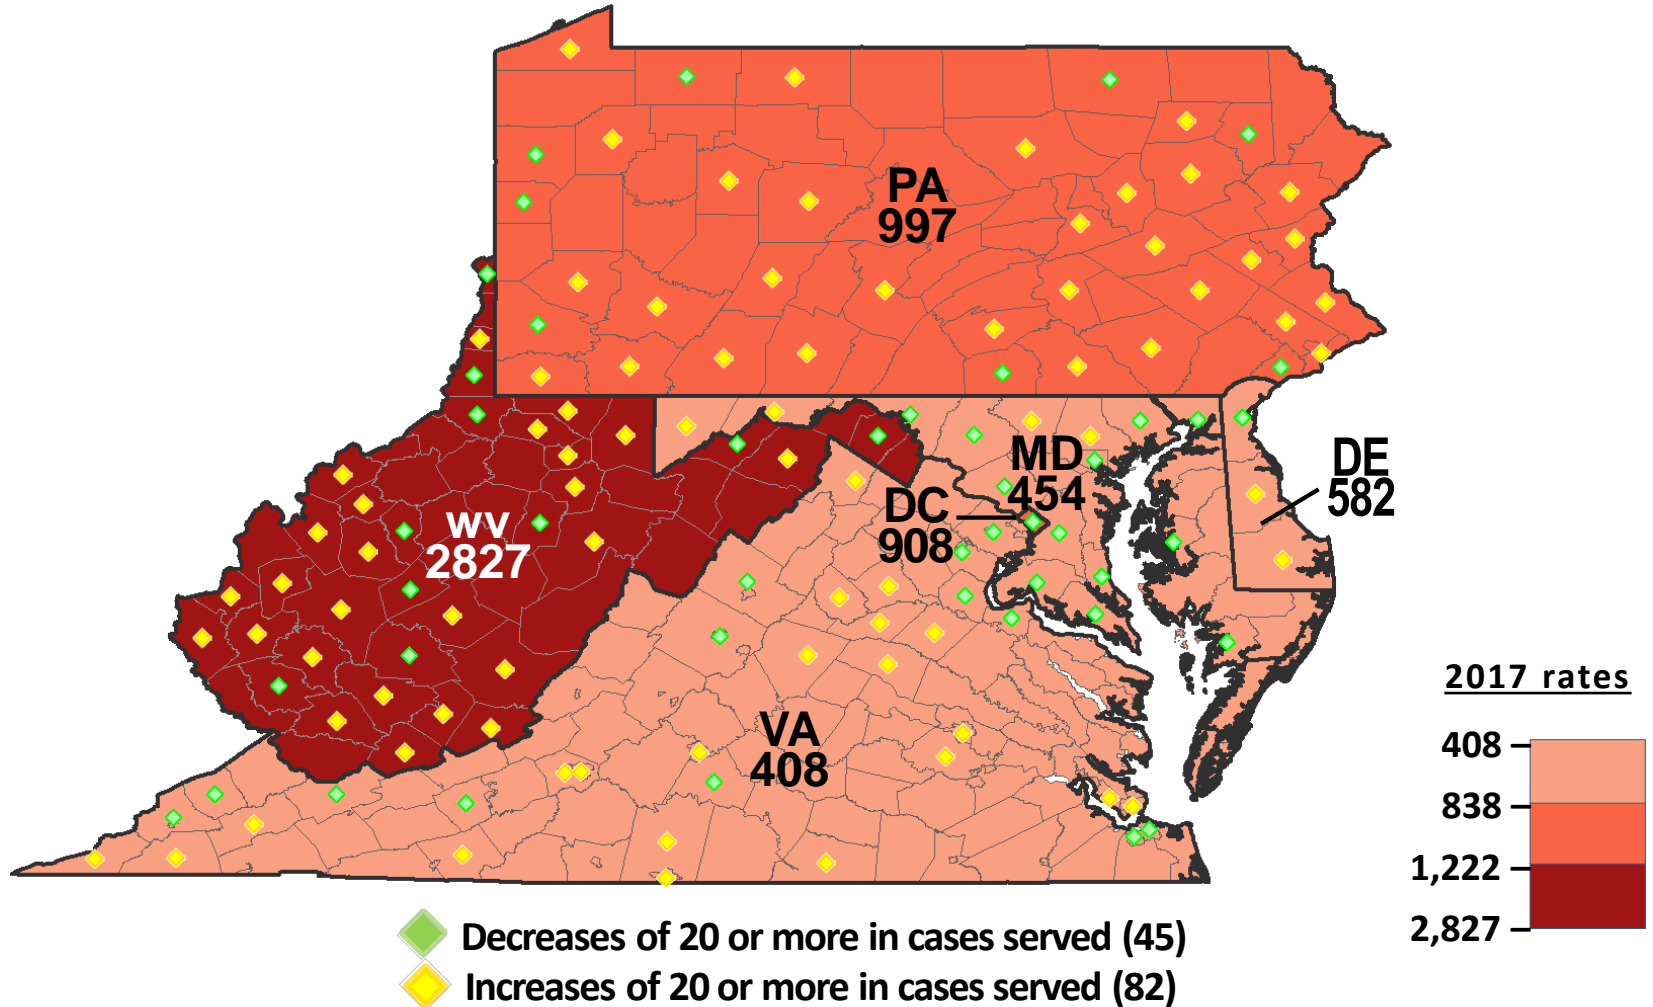 PA
997
MD
454
DE
582
DC
908
WV
2827
VA
408
2017 rates
408
838
1,222
2,827
Decreases of 20 or more in cases served (45)
Increases of 20 or more in cases served (82)